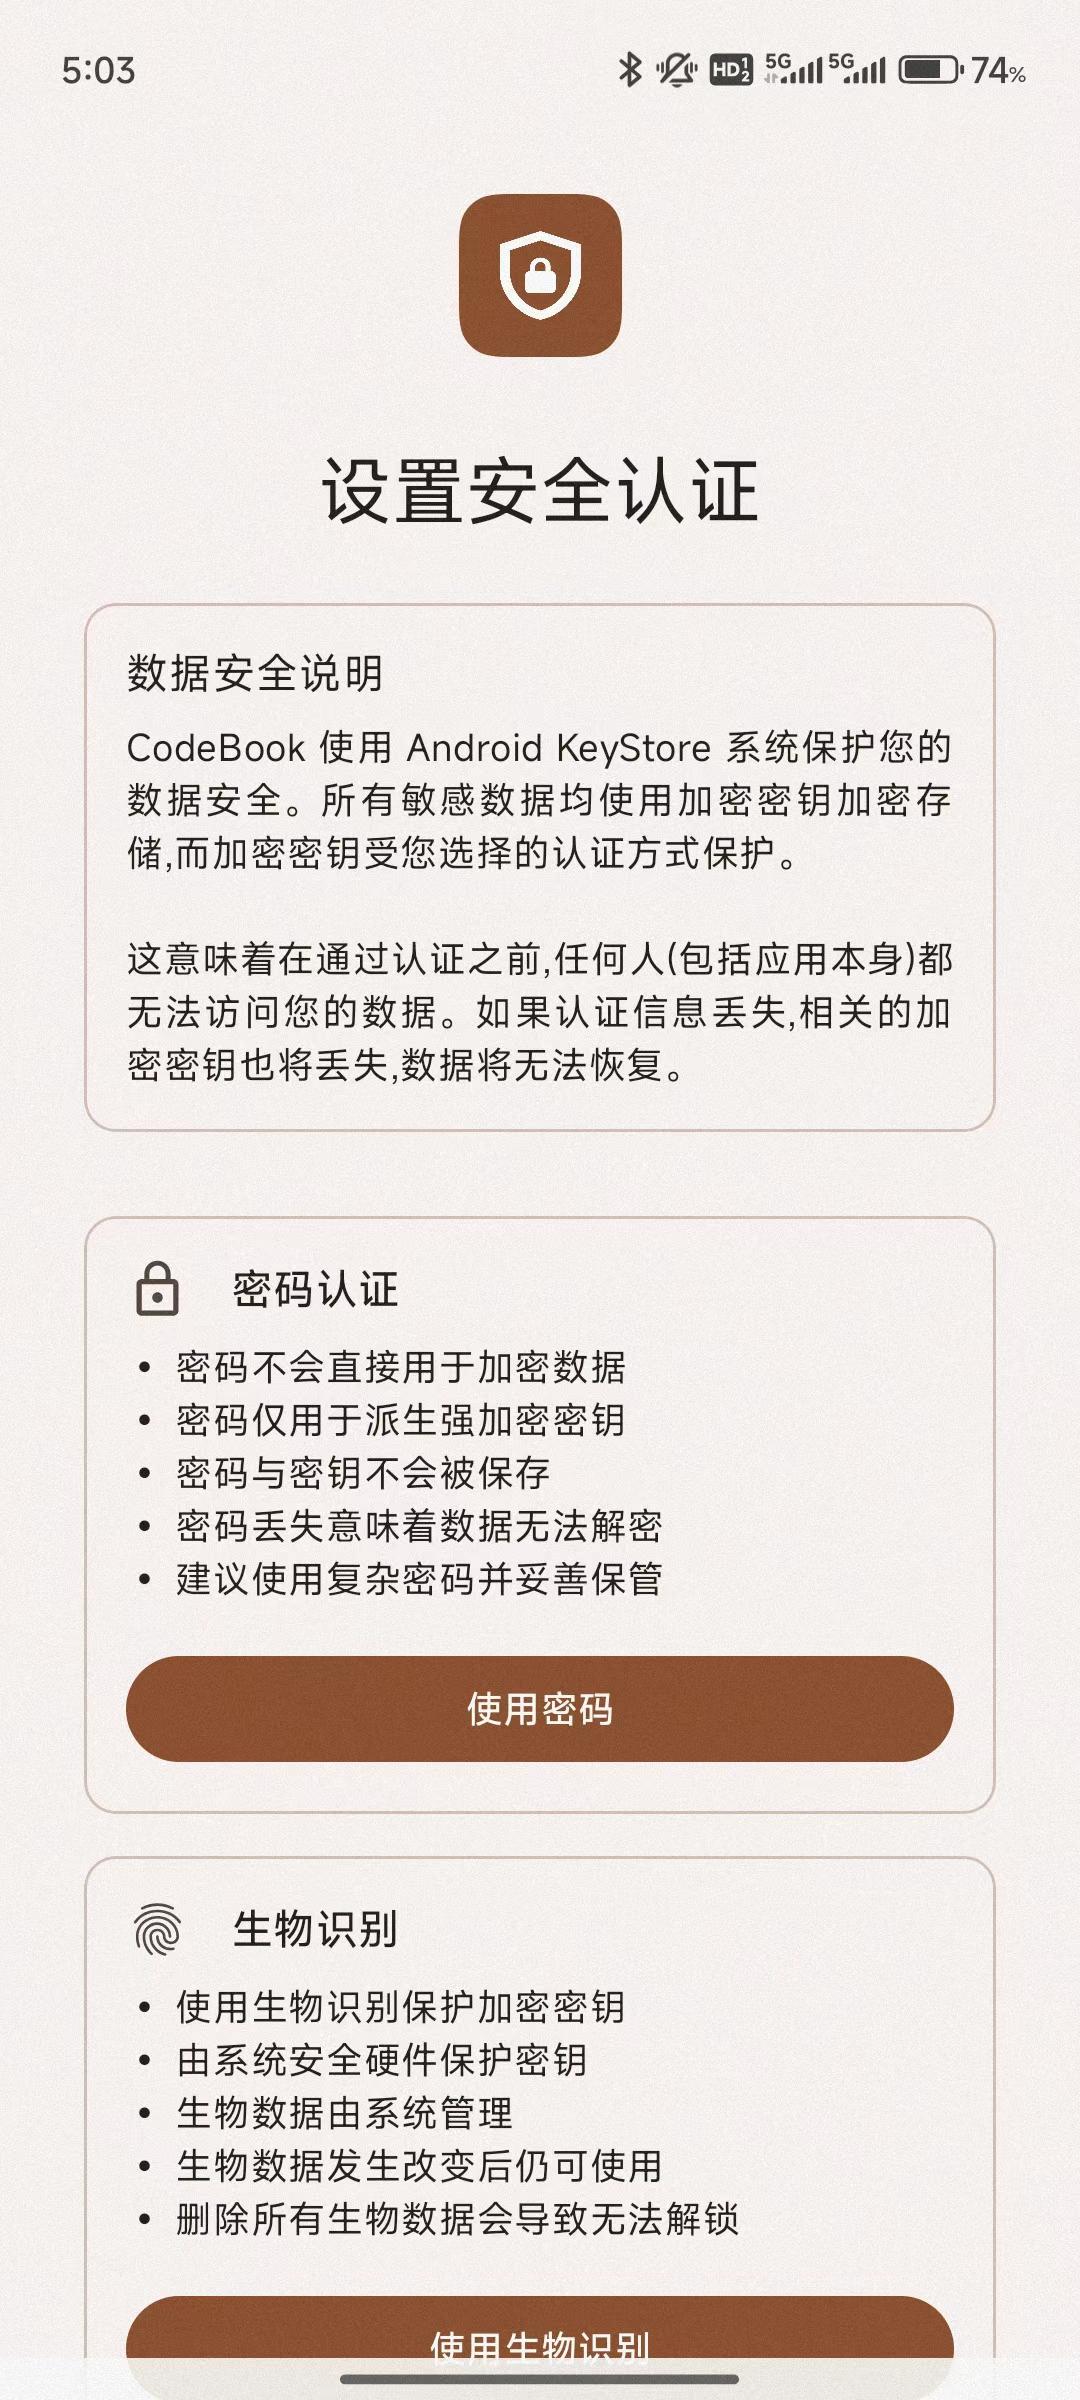 5:03
HD 1 2 5G 5G 74%
设置安全认证
数据安全说明
CodeBook 使用 Android KeyStore 系统保护您的
数据安全。所有敏感数据均使用加密密钥加密存
储,而加密密钥受您选择的认证方式保护。
这意味着在通过认证之前,任何人(包括应用本身)都
无法访问您的数据。如果认证信息丢失,相关的加
密密钥也将丢失,数据将无法恢复。
密码认证
• 密码不会直接用于加密数据
• 密码仅用于派生强加密密钥
• 密码与密钥不会被保存
• 密码丢失意味着数据无法解密
• 建议使用复杂密码并妥善保管
使用密码
生物识别
• 使用生物识别保护加密密钥
• 由系统安全硬件保护密钥
• 生物数据由系统管理
• 生物数据发生改变后仍可使用
• 删除所有生物数据会导致无法解锁
使用生物识别